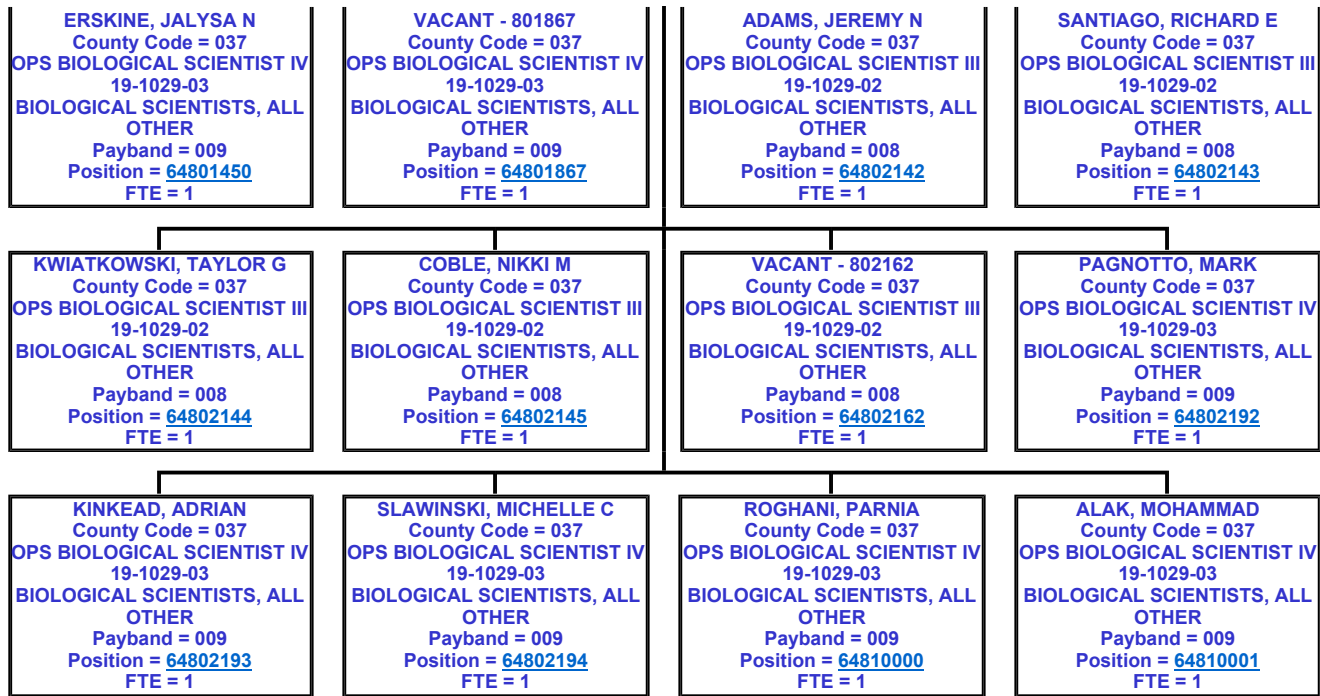 ERSKINE, JALYSA N
County Code = 037
OPS BIOLOGICAL SCIENTIST IV
19-1029-03
BIOLOGICAL SCIENTISTS, ALL
OTHER
Payband = 009
Position = 64801450
FTE = 1
VACANT - 801867
County Code = 037
OPS BIOLOGICAL SCIENTIST IV
19-1029-03
BIOLOGICAL SCIENTISTS, ALL
OTHER
Payband = 009
Position = 64801867
FTE = 1
ADAMS, JEREMY N
County Code = 037
OPS BIOLOGICAL SCIENTIST III
19-1029-02
BIOLOGICAL SCIENTISTS, ALL
OTHER
Payband = 008
Position = 64802142
FTE = 1
SANTIAGO, RICHARD E
County Code = 037
OPS BIOLOGICAL SCIENTIST III
19-1029-02
BIOLOGICAL SCIENTISTS, ALL
OTHER
Payband = 008
Position = 64802143
FTE = 1
KWIATKOWSKI, TAYLOR G
County Code = 037
OPS BIOLOGICAL SCIENTIST III
19-1029-02
BIOLOGICAL SCIENTISTS, ALL
OTHER
Payband = 008
Position = 64802144
FTE = 1
COBLE, NIKKI M
County Code = 037
OPS BIOLOGICAL SCIENTIST III
19-1029-02
BIOLOGICAL SCIENTISTS, ALL
OTHER
Payband = 008
Position = 64802145
FTE = 1
VACANT - 802162
County Code = 037
OPS BIOLOGICAL SCIENTIST III
19-1029-02
BIOLOGICAL SCIENTISTS, ALL
OTHER
Payband = 008
Position = 64802162
FTE = 1
PAGNOTTO, MARK
County Code = 037
OPS BIOLOGICAL SCIENTIST IV
19-1029-03
BIOLOGICAL SCIENTISTS, ALL
OTHER
Payband = 009
Position = 64802192
FTE = 1
KINKEAD, ADRIAN
County Code = 037
OPS BIOLOGICAL SCIENTIST IV
19-1029-03
BIOLOGICAL SCIENTISTS, ALL
OTHER
Payband = 009
Position = 64802193
FTE = 1
SLAWINSKI, MICHELLE C
County Code = 037
OPS BIOLOGICAL SCIENTIST IV
19-1029-03
BIOLOGICAL SCIENTISTS, ALL
OTHER
Payband = 009
Position = 64802194
FTE = 1
ROGHANI, PARNIA
County Code = 037
OPS BIOLOGICAL SCIENTIST IV
19-1029-03
BIOLOGICAL SCIENTISTS, ALL
OTHER
Payband = 009
Position = 64810000
FTE = 1
ALAK, MOHAMMAD
County Code = 037
OPS BIOLOGICAL SCIENTIST IV
19-1029-03
BIOLOGICAL SCIENTISTS, ALL
OTHER
Payband = 009
Position = 64810001
FTE = 1